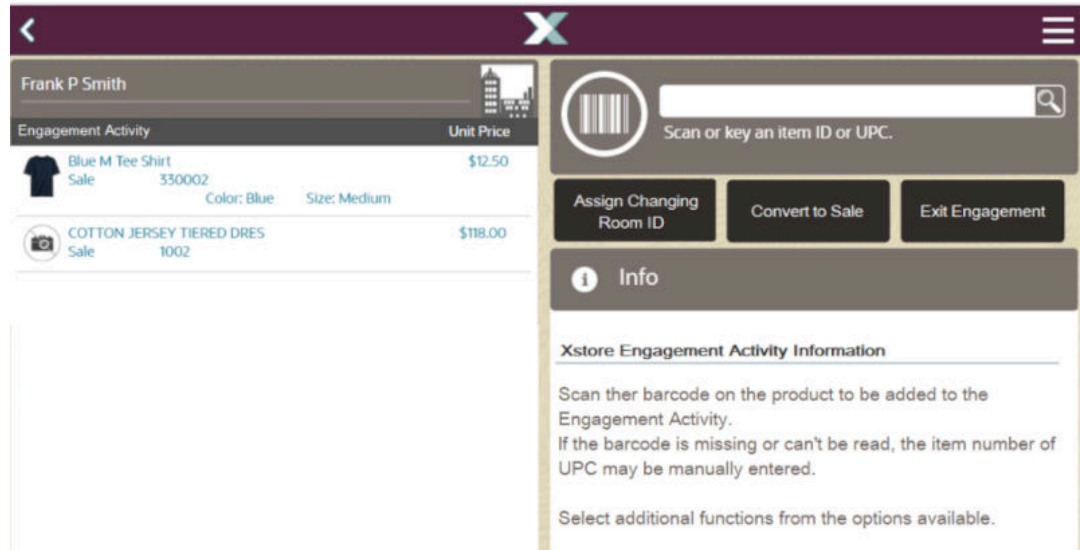 Frank P Smith
Engagement Activity Unit Price
Blue M Tee Shirt $12.50
Sale 330002
Color: Blue Size: Medium
COTTON JERSEY TIERED DRES $118.00
Sale 1002
Scan or key an item ID or UPC.
Assign Changing
Room ID
Convert to Sale
Exit Engagement
Info
Xstore Engagement Activity Information
Scan ther barcode on the product to be added to the
Engagement Activity.
If the barcode is missing or can't be read, the item number of
UPC may be manually entered.
Select additional functions from the options available.